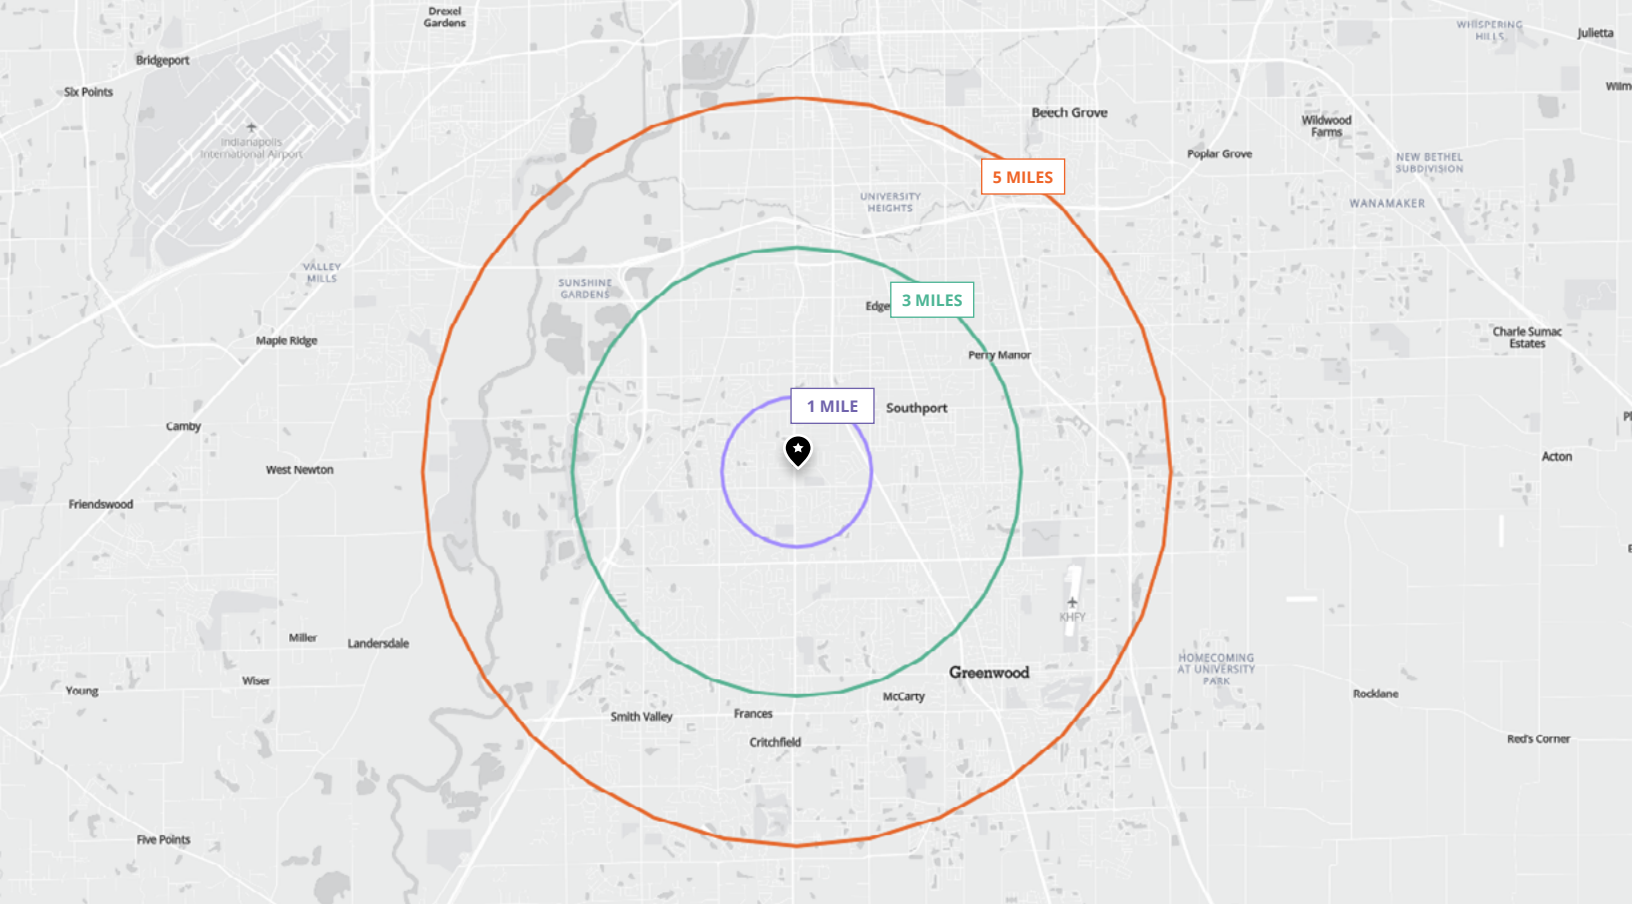 Drexel
Gardens
WHISPERING
HILLS
Julietta
Bridgeport
Six Points
Indianapolis
International Airport
Beech Grove
Wildwood
Farms
Poplar Grove
NEW BETHEL
SUBDIVISION
5 MILES
UNIVERSITY
HEIGHTS
WANAMAKER
VALLEY
MILLS
SUNSHINE
GARDENS
Edge
3 MILES
Maple Ridge
Perry Manor
Charle Sumac
Estates
1 MILE
Southport
Camby
West Newton
Acton
Friendswood
KHFY
Miller
Landersdale
HOMECOMING
AT UNIVERSITY
PARK
Greenwood
Wiser
Young
McCarty
Rocklane
Smith Valley
Frances
Critchfield
Red's Corner
Five Points